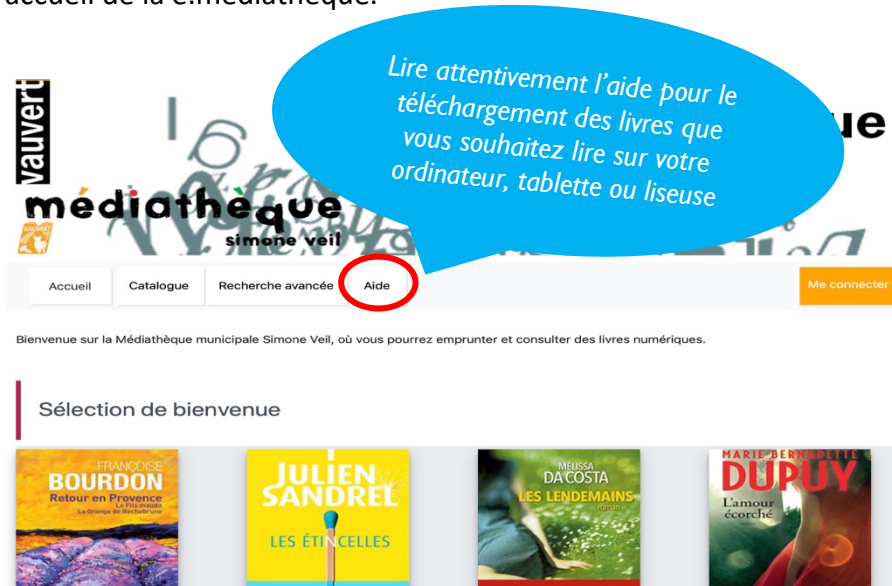 accueil de la e.médiathèque.
Lire attentivement l'aide pour le
téléchargement des livres que
vous souhaitez lire sur votre
ordinateur, tablette ou liseuse
vauvert
ue
médiathèque
simone veil
VAUVERT
Accueil Catalogue Recherche avancée Aide Me connecter
Bienvenue sur la Médiathèque municipale Simone Veil, où vous pourrez emprunter et consulter des livres numériques.
Sélection de bienvenue
FRANÇOISE
BOURDON
Retour en Provence
Le Fils maudit
La Grange de Rochebrune
JULIEN
SANDREL
LES ÉTINCELLES
MÉLISSA
DA COSTA
LES LENDEMAINS
roman
MARIE-BERNADETTE
DUPUY
L'amour
écorché